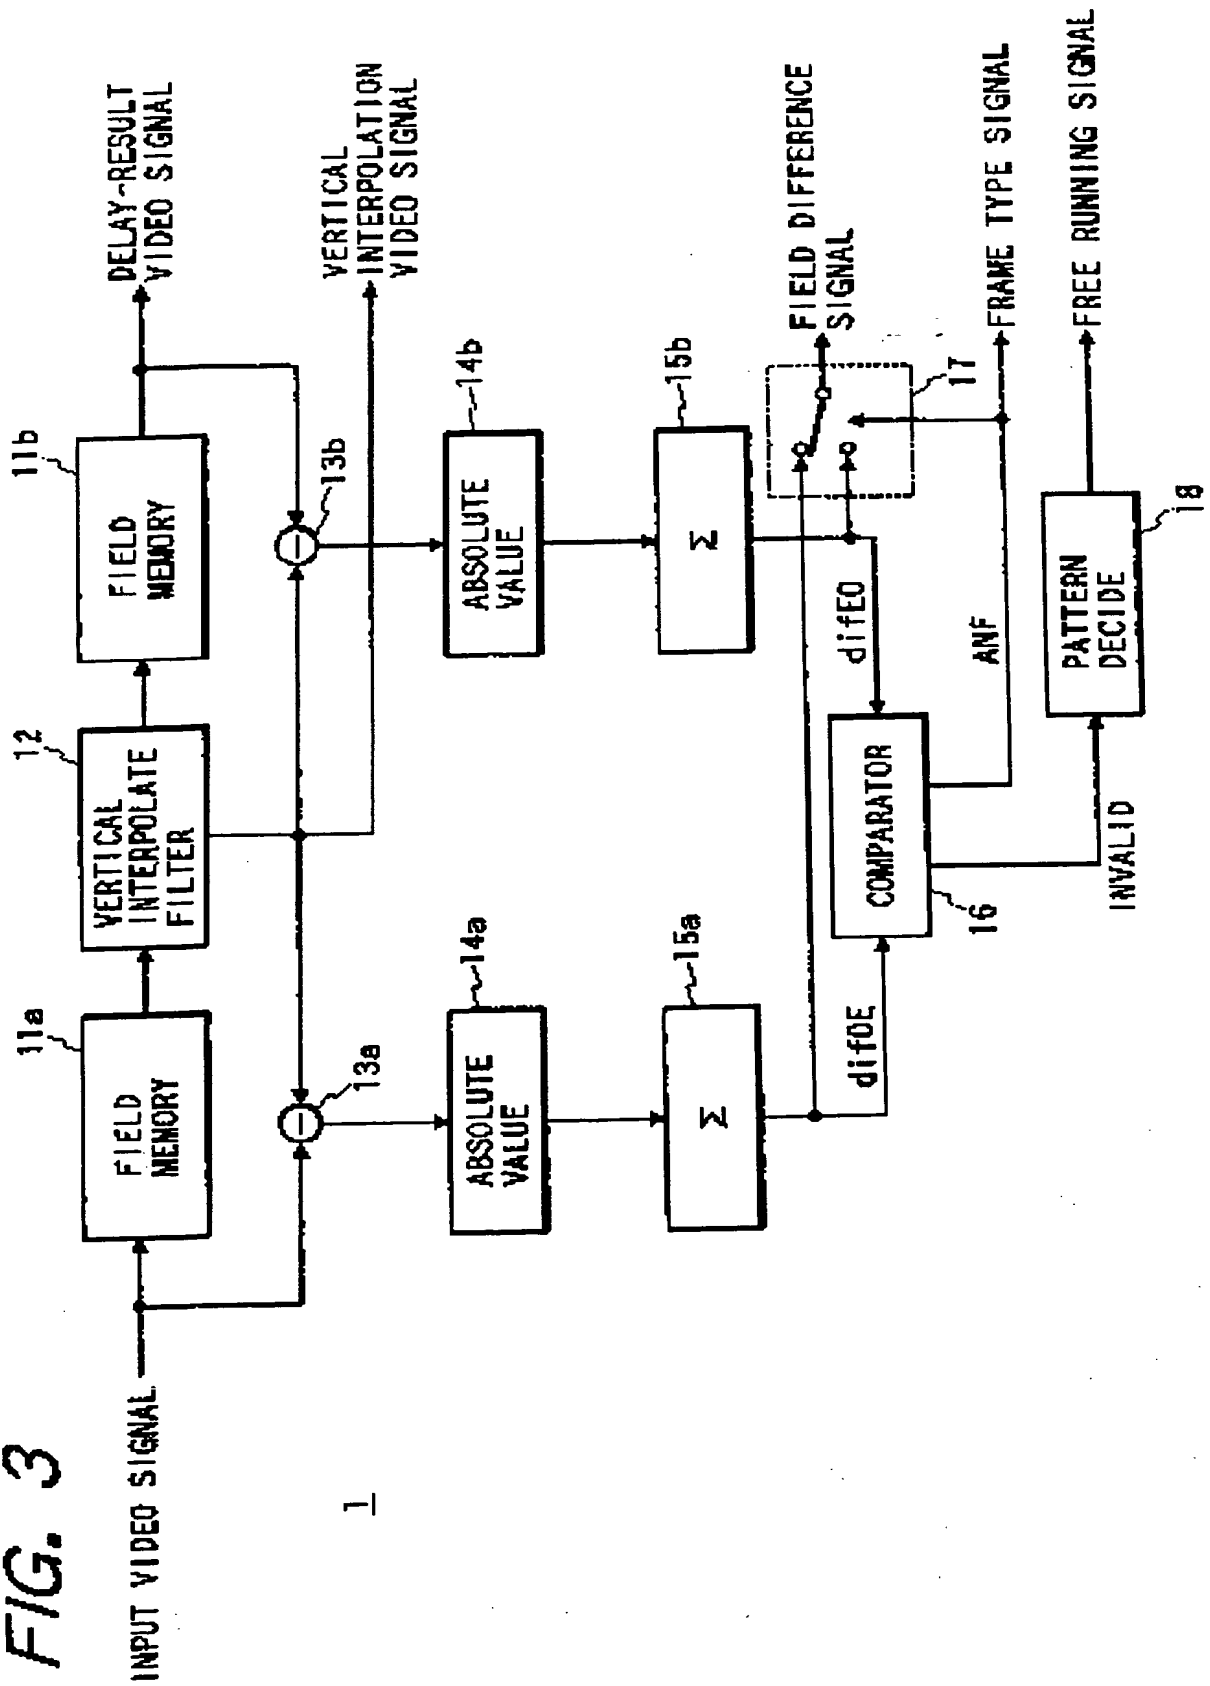 FIG. 3
1
INPUT VIDEO SIGNAL
11a
FIELD
MEMORY
12
VERTICAL
INTERPOLATE
FILTER
11b
FIELD
MEMORY
DELAY-RESULT
VIDEO SIGNAL
VERTICAL
INTERPOLATION
VIDEO SIGNAL
13a
13b
14a
ABSOLUTE
VALUE
14b
ABSOLUTE
VALUE
15a
Σ
15b
Σ
difOE
difEO
17
FIELD DIFFERENCE
SIGNAL
COMPARATOR
16
ANF
FRAME TYPE SIGNAL
INVALID
PATTERN
DECIDE
18
FREE RUNNING SIGNAL